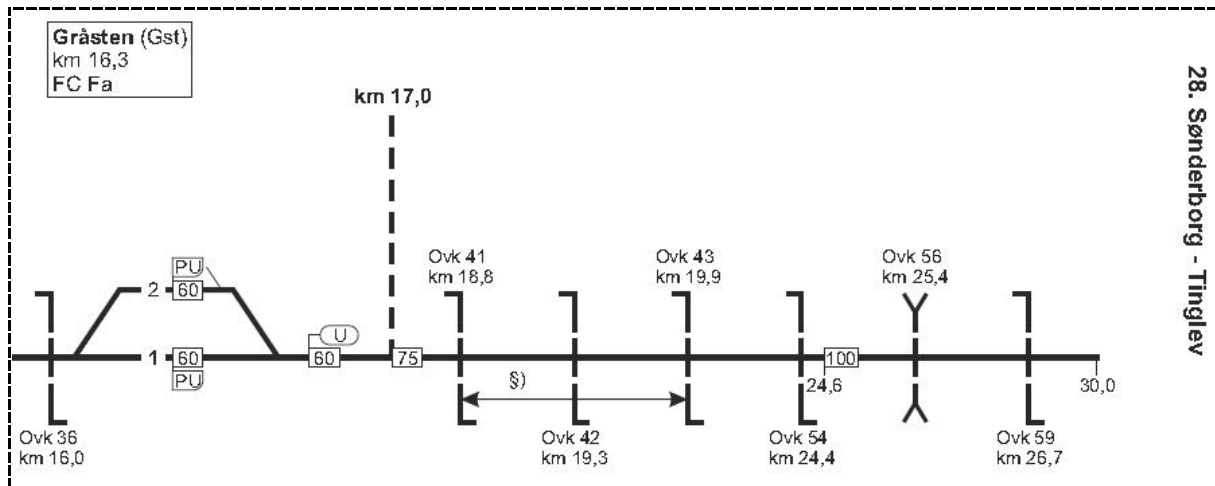 Gråsten (Gst)
km 16,3
FC Fa
km 17,0
28. Sønderborg - Tinglev
Ovk 41
km 18,8
Ovk 43
km 19,9
Ovk 56
km 25,4
PU
2
60
U
1
60
60
75
100
PU
§)
24,6
30,0
Ovk 36
km 16,0
Ovk 42
km 19,3
Ovk 54
km 24,4
Ovk 59
km 26,7